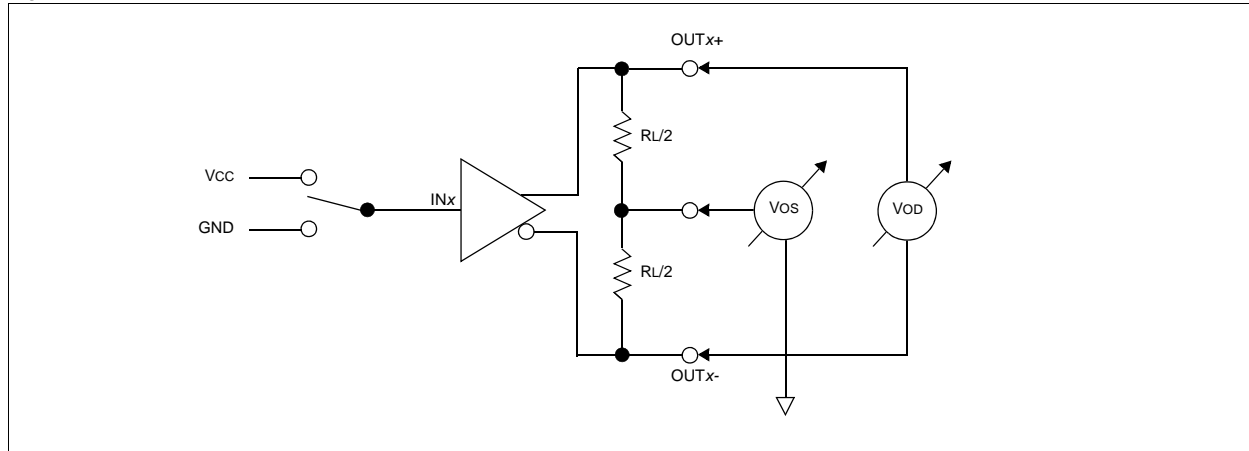 OUTx+
RL/2
VCC
INx
VOS
VOD
GND
RL/2
OUTx-